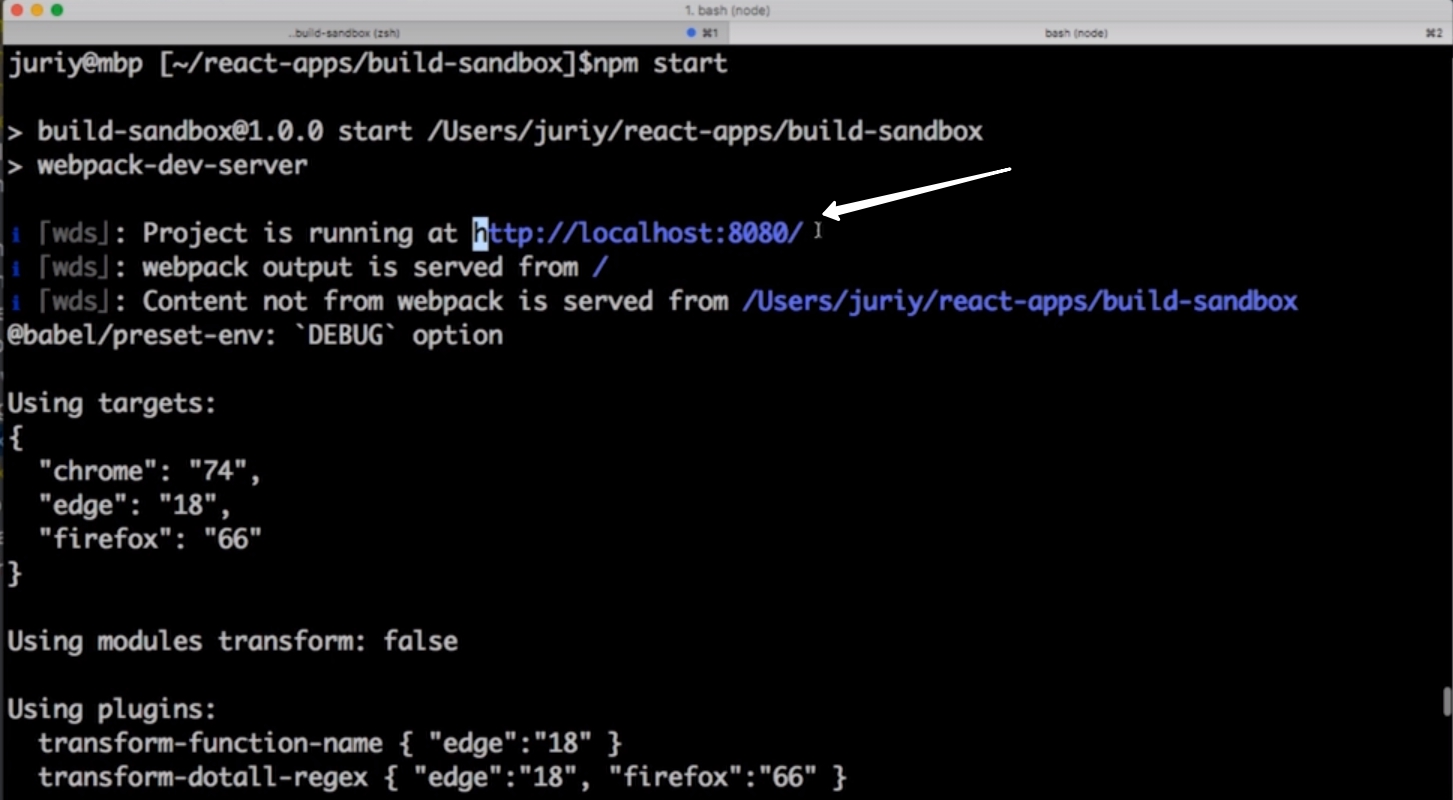 1. bash (node)
..build-sandbox (zsh) ⌘1 bash (node) ⌘2
juriy@mbp [~/react-apps/build-sandbox]$npm start
> build-sandbox@1.0.0 start /Users/juriy/react-apps/build-sandbox
> webpack-dev-server
ℹ ｢wds｣: Project is running at http://localhost:8080/
ℹ ｢wds｣: webpack output is served from /
ℹ ｢wds｣: Content not from webpack is served from /Users/juriy/react-apps/build-sandbox
@babel/preset-env: `DEBUG` option
Using targets:
{
"chrome": "74",
"edge": "18",
"firefox": "66"
}
Using modules transform: false
Using plugins:
transform-function-name { "edge":"18" }
transform-dotall-regex { "edge":"18", "firefox":"66" }